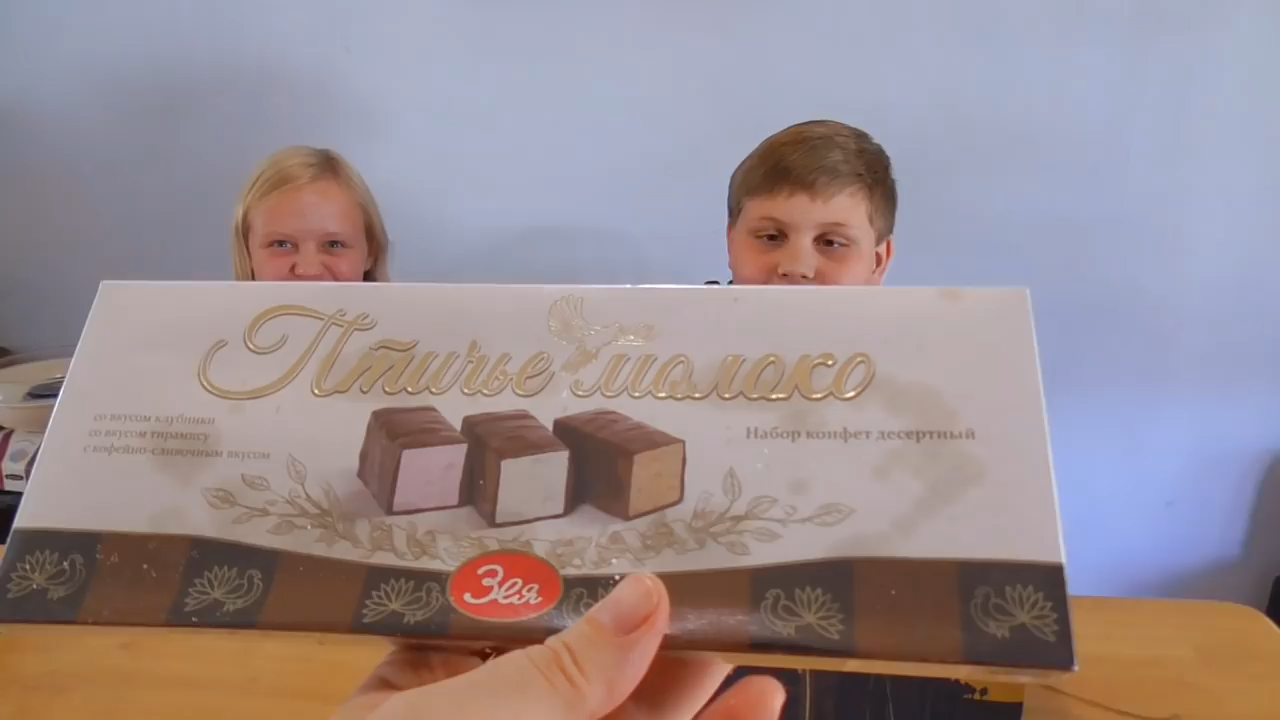 Птичье молоко
со вкусом клубники
со вкусом тирамису
с кофейно-сливочным вкусом
Набор конфет десертный
Зея